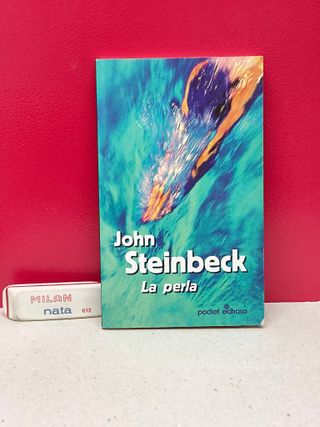 John
Steinbeck
La perla
pocket edhasa
MILAN
nata 612